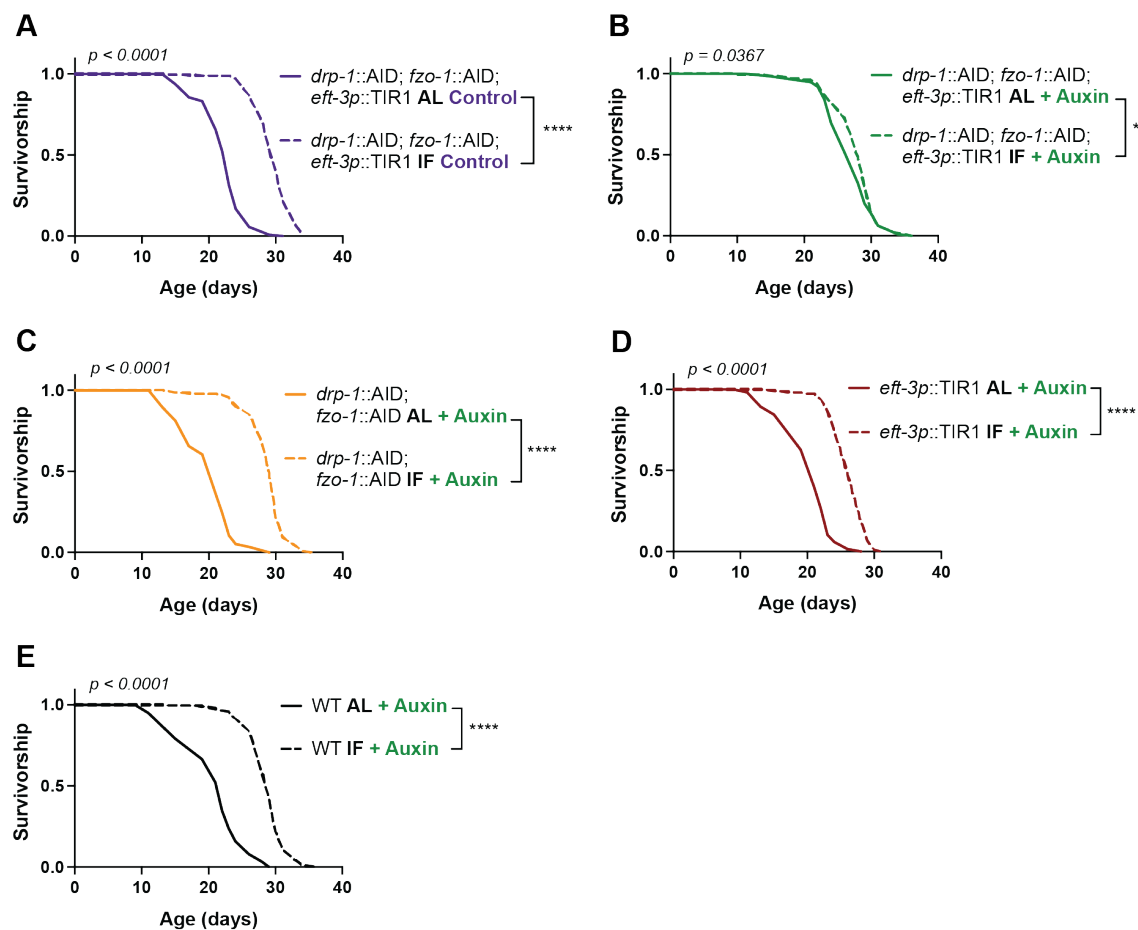 A
p < 0.0001
1.0
0.5
0.0
Survivorship
0
10
20
30
40
Age (days)
drp-1::AID; fzo-1::AID;
eft-3p::TIR1 AL Control
drp-1::AID; fzo-1::AID;
eft-3p::TIR1 IF Control
****
B
p = 0.0367
1.0
0.5
0.0
Survivorship
0
10
20
30
40
Age (days)
drp-1::AID; fzo-1::AID;
eft-3p::TIR1 AL + Auxin
drp-1::AID; fzo-1::AID;
eft-3p::TIR1 IF + Auxin
*
C
p < 0.0001
1.0
0.5
0.0
Survivorship
0
10
20
30
40
Age (days)
drp-1::AID;
fzo-1::AID AL + Auxin
drp-1::AID;
fzo-1::AID IF + Auxin
****
D
p < 0.0001
1.0
0.5
0.0
Survivorship
0
10
20
30
40
Age (days)
eft-3p::TIR1 AL + Auxin
eft-3p::TIR1 IF + Auxin
****
E
p < 0.0001
1.0
0.5
0.0
Survivorship
0
10
20
30
40
Age (days)
WT AL + Auxin
WT IF + Auxin
****